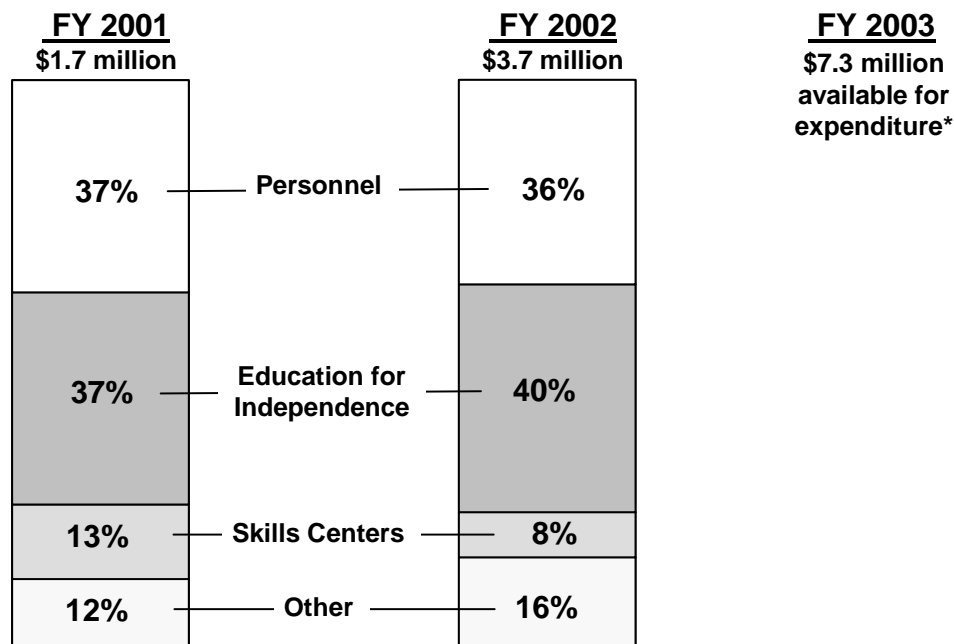 FY 2001
$1.7 million
FY 2002
$3.7 million
FY 2003
$7.3 million
available for
expenditure*
37%
Personnel
36%
37%
Education for
Independence
40%
13%
Skills Centers
8%
12%
Other
16%